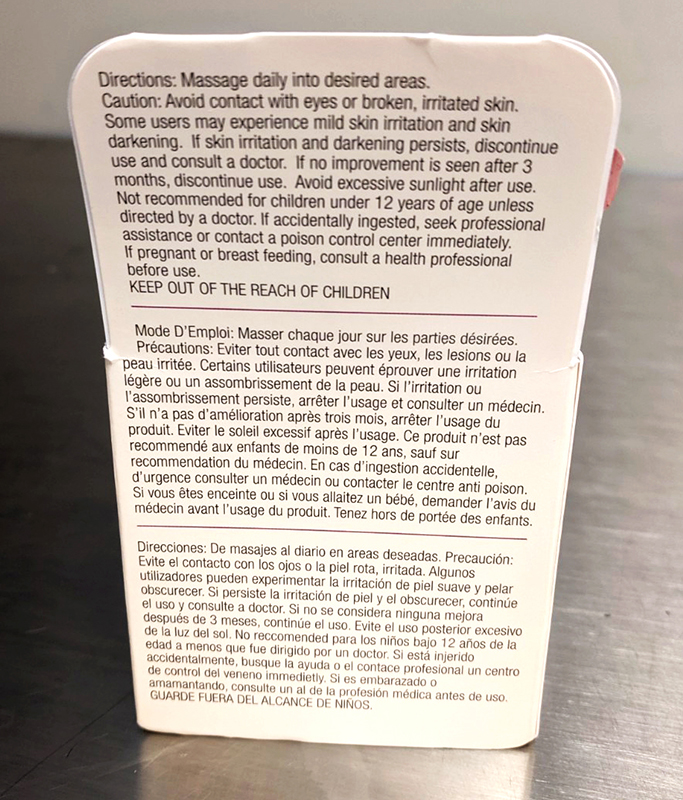 Directions: Massage daily into desired areas.
Caution: Avoid contact with eyes or broken, irritated skin.
Some users may experience mild skin irritation and skin
darkening. If skin irritation and darkening persists, discontinue
use and consult a doctor. If no improvement is seen after 3
months, discontinue use. Avoid excessive sunlight after use.
Not recommended for children under 12 years of age unless
directed by a doctor. If accidentally ingested, seek professional
assistance or contact a poison control center immediately.
If pregnant or breast feeding, consult a health professional
before use.
KEEP OUT OF THE REACH OF CHILDREN
Mode D'Emploi: Masser chaque jour sur les parties désirées.
Précautions: Eviter tout contact avec les yeux, les lesions ou la
peau irritée. Certains utilisateurs peuvent éprouver une irritation
légère ou un assombrissement de la peau. Si l'irritation ou
l'assombrissement persiste, arrêter l'usage et consulter un médecin.
S'il n'a pas d'amélioration après trois mois, arrêter l'usage du
produit. Eviter le soleil excessif après l'usage. Ce produit n'est pas
recommendé aux enfants de moins de 12 ans, sauf sur
recommendation du médecin. En cas d'ingestion accidentelle,
d'urgence consulter un médecin ou contacter le centre anti poison.
Si vous êtes enceinte ou si vous allaitez un bébé, demander l'avis du
médecin avant l'usage du produit. Tenez hors de portée des enfants.
Direcciones: De masajes al diario en areas deseadas. Precaución:
Evite el contacto con los ojos o la piel rota, irritada. Algunos
utilizadores pueden experimentar la irritación de piel suave y pelar
obscurecer. Si persiste la irritación de piel y el obscurecer, continúe
el uso y consulte a doctor. Si no se considera ninguna mejora
después de 3 meses, continúe el uso. Evite el uso posterior excesivo
de la luz del sol. No reccomended para los niños bajo 12 años de la
edad a menos que fue dirigido por un doctor. Si está injerido
accidentalmente, busque la ayuda o el contace profesional un centro
de control del veneno immedietly. Si es embarazado o
amamantando, consulte un al de la profesión médica antes de uso.
GUARDE FUERA DEL ALCANCE DE NIÑOS.